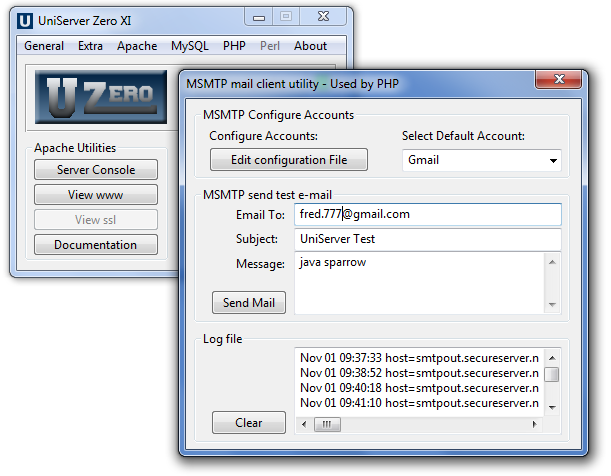 UniServer Zero XI
General Extra Apache MySQL PHP Perl About
U ZERO
Apache Utilities
Server Console
View www
View ssl
Documentation
MSMTP mail client utility - Used by PHP
MSMTP Configure Accounts
Configure Accounts: Select Default Account:
Edit configuration File Gmail
MSMTP send test e-mail
Email To: fred.777@gmail.com
Subject: UniServer Test
Message: java sparrow
Send Mail
Log file
Nov 01 09:37:33 host=smtpout.secureserver.n
Nov 01 09:38:52 host=smtpout.secureserver.n
Nov 01 09:40:18 host=smtpout.secureserver.n
Nov 01 09:41:10 host=smtpout.secureserver.n
Clear